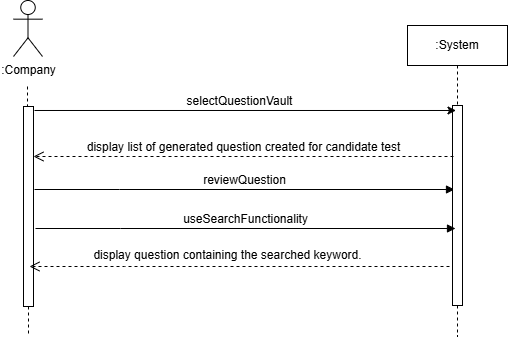 :System
:Company
selectQuestionVault
display list of generated question created for candidate test
reviewQuestion
useSearchFunctionality
display question containing the searched keyword.